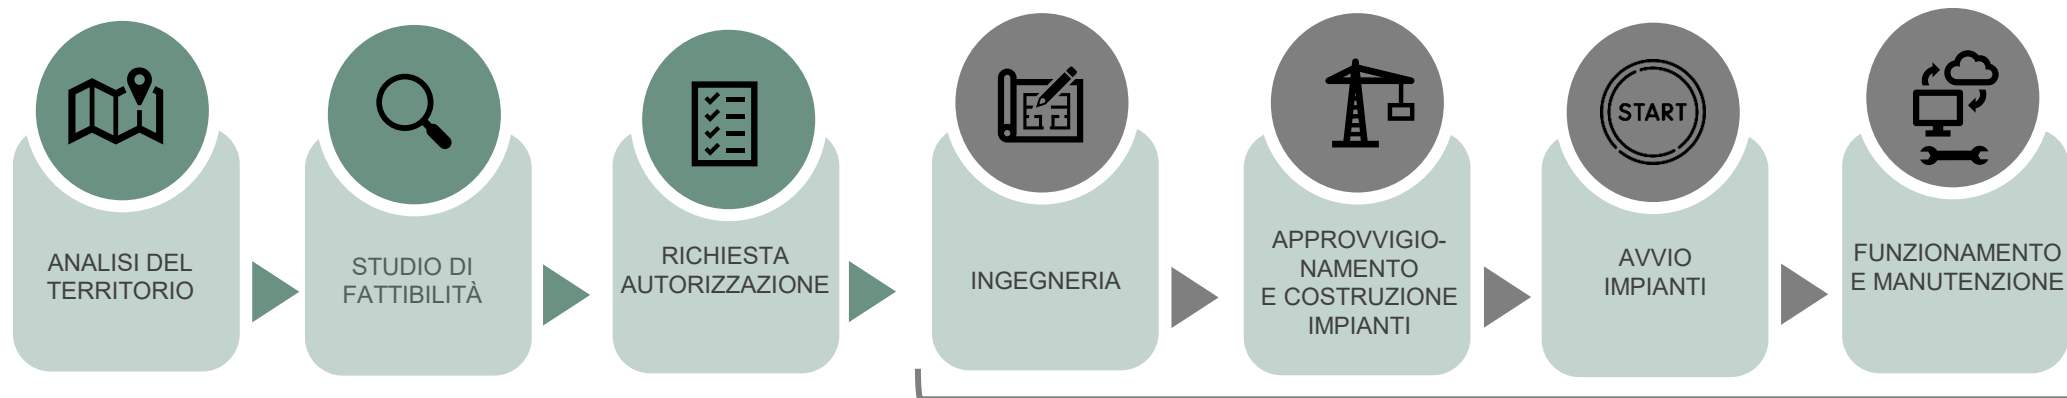 ANALISI DEL
TERRITORIO
STUDIO DI
FATTIBILITÀ
RICHIESTA
AUTORIZZAZIONE
INGEGNERIA
APPROVVIGIO-
NAMENTO
E COSTRUZIONE
IMPIANTI
START
AVVIO
IMPIANTI
FUNZIONAMENTO
E MANUTENZIONE